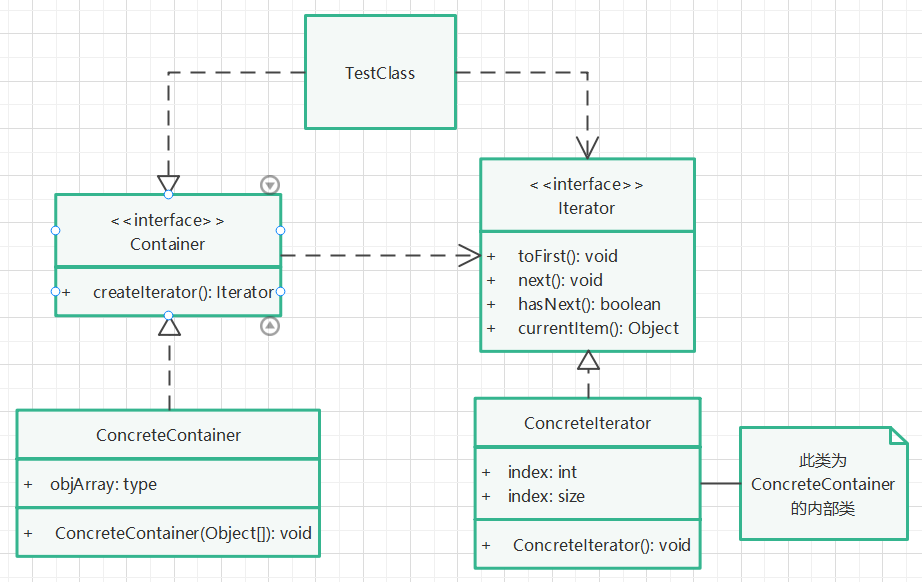 TestClass
< <interface> >
Container
+ createIterator(): Iterator
< <interface> >
Iterator
+ toFirst(): void
+ next(): void
+ hasNext(): boolean
+ currentItem(): Object
ConcreteContainer
+ objArray: type
+ ConcreteContainer(Object[]): void
ConcreteIterator
+ index: int
+ index: size
+ ConcreteIterator(): void
此类为
ConcreteContainer
的内部类